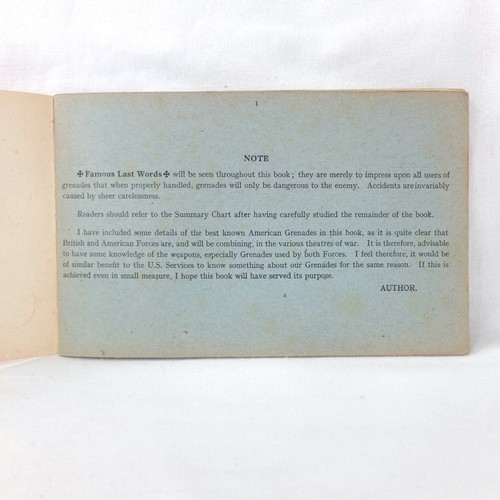 1
NOTE
✠Famous Last Words✠ will be seen throughout this book; they are merely to impress upon all users of
grenades that when properly handled, grenades will only be dangerous to the enemy. Accidents are invariably
caused by sheer carelessness.
Readers should refer to the Summary Chart after having carefully studied the remainder of the book.
I have included some details of the best known American Grenades in this book, as it is quite clear that
British and American Forces are, and will be combining, in the various theatres of war. It is therefore, advisable
to have some knowledge of the weapons, especially Grenades used by both Forces. I feel therefore, it would be
of similar benefit to the U.S. Services to know something about our Grenades for the same reason. If this is
achieved even in small measure, I hope this book will have served its purpose.
AUTHOR.